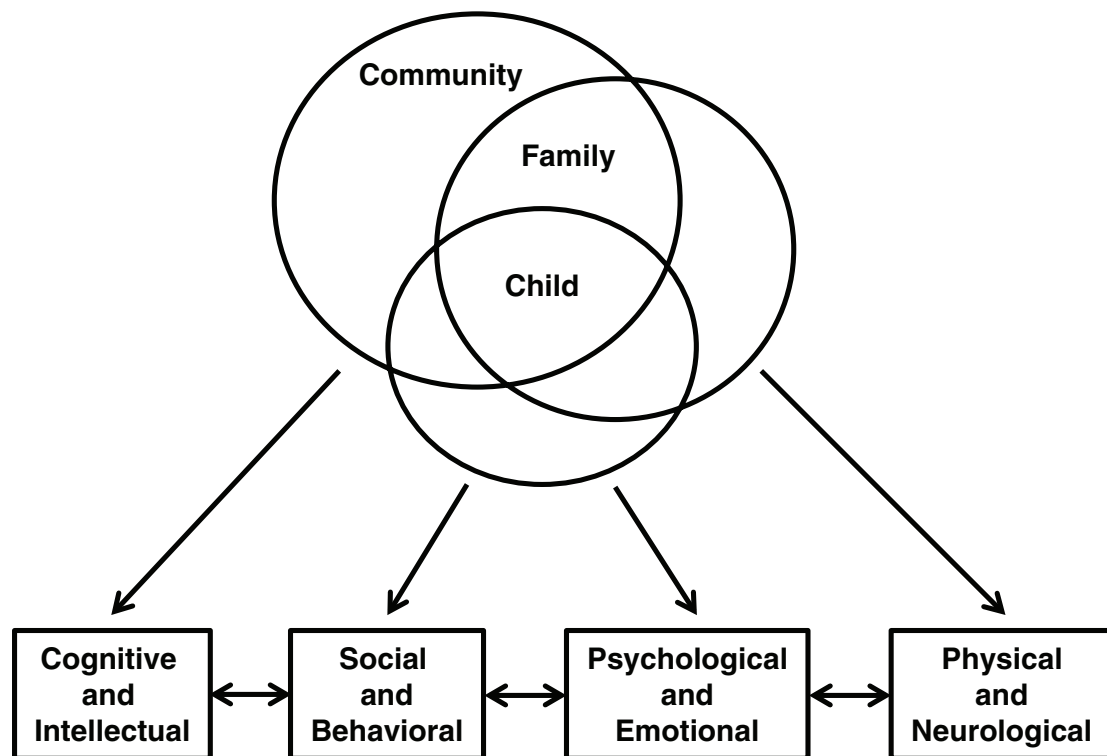 Community
Family
Child
Cognitive
and
Intellectual
Social
and
Behavioral
Psychological
and
Emotional
Physical
and
Neurological